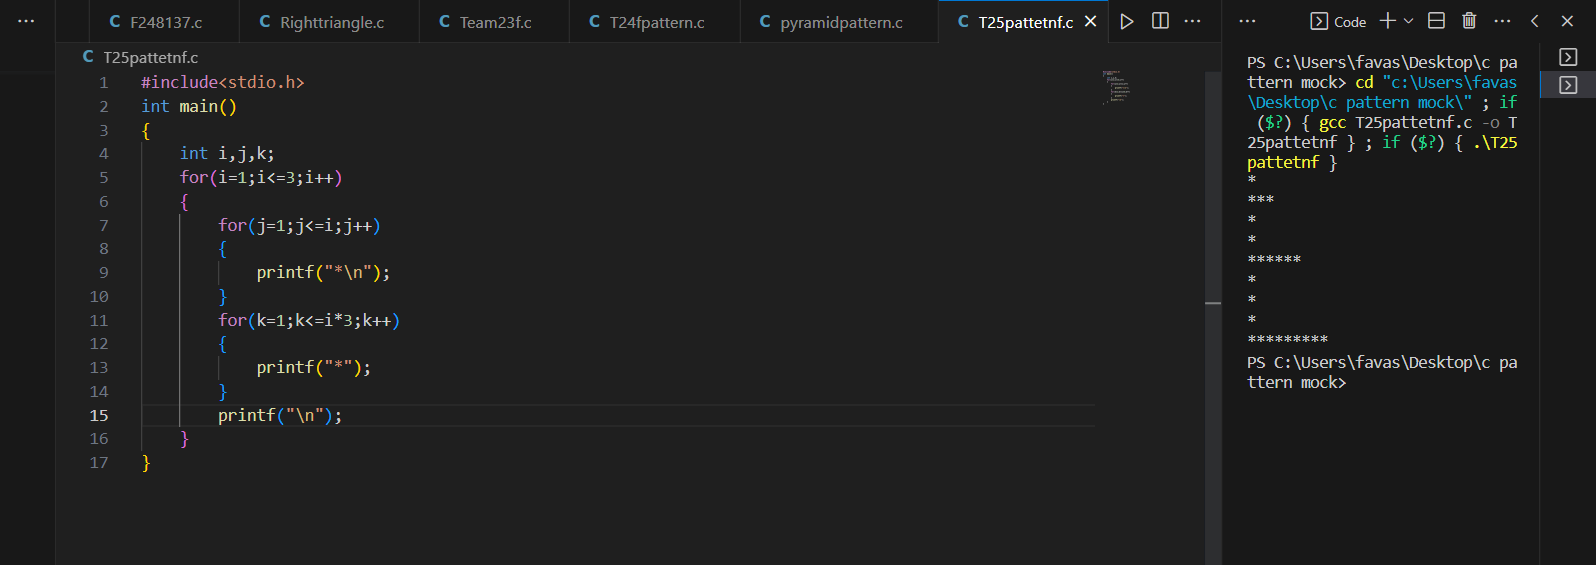 F248137.c Righttriangle.c Team23f.c T24fpattern.c pyramidpattern.c T25pattetnf.c Code
T25pattetnf.c
1 #include<stdio.h>
2 int main()
3 {
4 int i,j,k;
5 for(i=1;i<=3;i++)
6 {
7 for(j=1;j<=i;j++)
8 {
9 printf("*\n");
10 }
11 for(k=1;k<=i*3;k++)
12 {
13 printf("*");
14 }
15 printf("\n");
16 }
17 }
PS C:\Users\favas\Desktop\c pa
ttern mock> cd "c:\Users\favas
\Desktop\c pattern mock\" ; if
($?) { gcc T25pattetnf.c -o T
25pattetnf } ; if ($?) { .\T25
pattetnf }
*
***
*
*
******
*
*
*
*********
PS C:\Users\favas\Desktop\c pa
ttern mock>